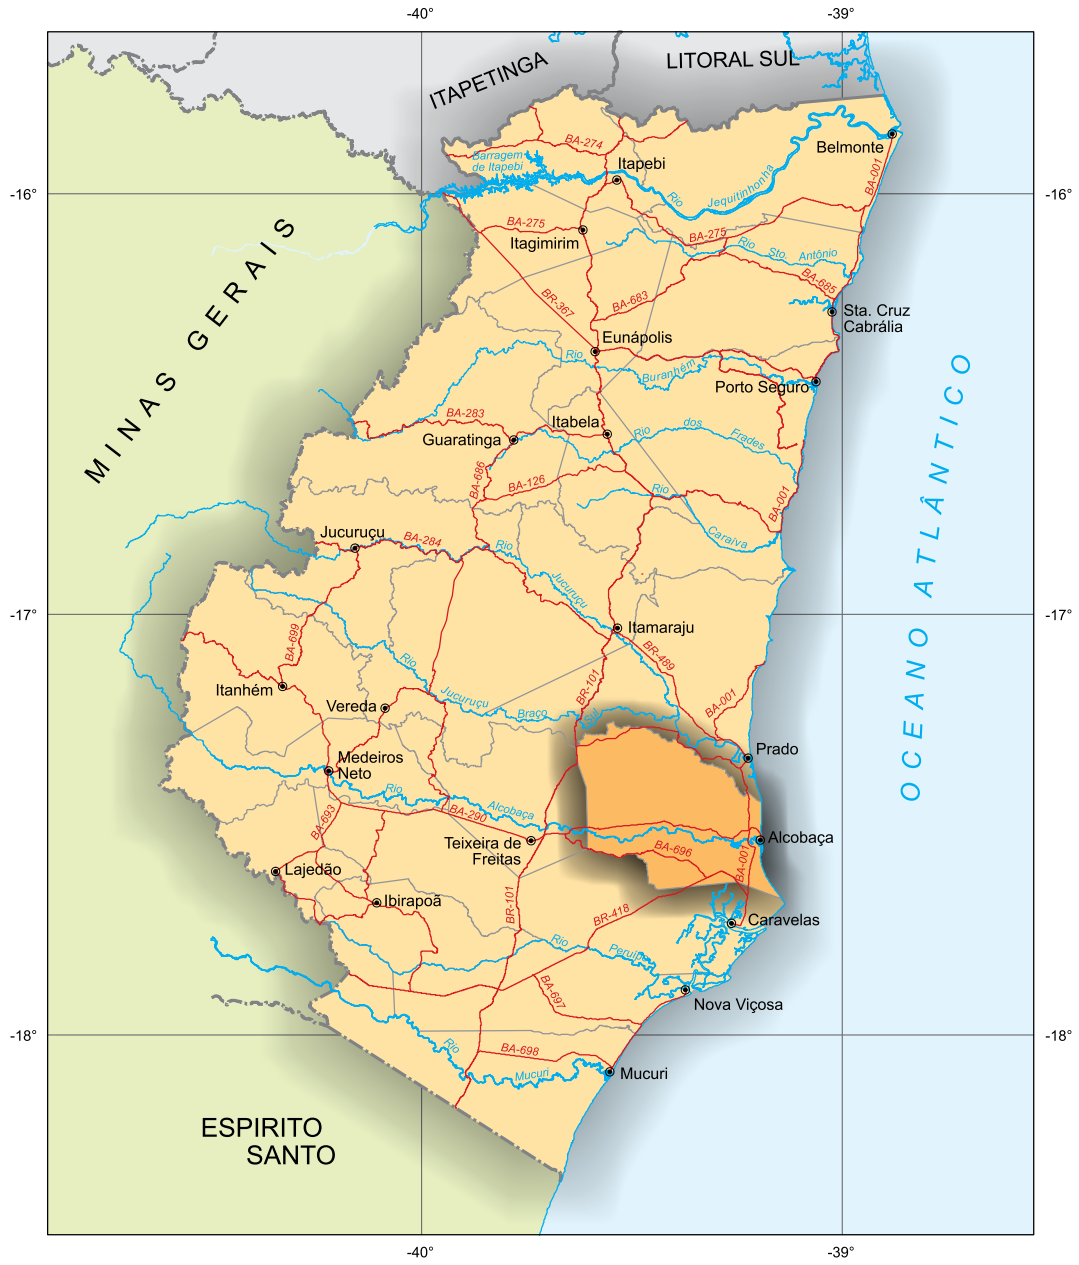 -40°
-39°
ITAPETINGA
LITORAL SUL
Belmonte
BA-274
Barragem
de Itapebi
Itapebi
BA-001
Rio
Jequitinhonha
-16°
-16°
BA-275
Itagimirim
BA-275
Rio
Sto.
Antônio
BA-685
BR-367
BA-683
Sta. Cruz
Cabrália
MINAS GERAIS
Eunápolis
Rio
Buranhém
Porto Seguro
OCEANO ATLÂNTICO
BA-283
Guaratinga
Itabela
Rio
dos
Frades
BA-686
BA-126
Rio
BA-001
Caraíva
Jucuruçu
BA-284
Rio
Jucuruçu
-17°
-17°
Itamaraju
BA-699
Rio
BR-489
Itanhém
Vereda
Jucuruçu
Braço
Sul
BR-101
BA-001
Prado
Medeiros
Neto
Rio
Alcobaça
BA-693
BA-290
Teixeira de
Freitas
Alcobaça
BA-696
BA-001
Lajedão
Ibirapoã
BR-101
BR-418
Caravelas
Rio
Peruípe
BA-697
Nova Viçosa
-18°
-18°
Rio
BA-698
Mucuri
Mucuri
ESPIRITO
SANTO
-40°
-39°